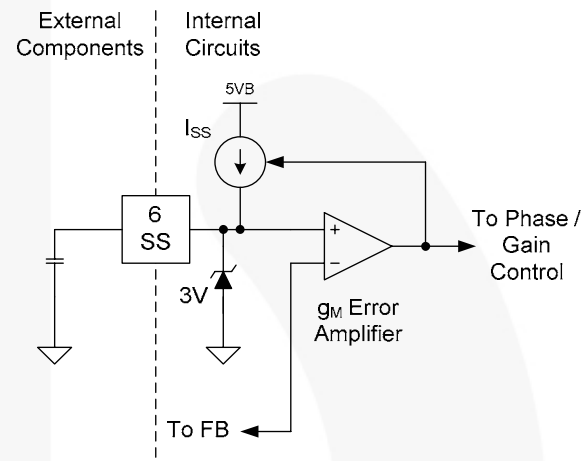 External
Components
Internal
Circuits
5VB
ISS
6
SS
+
−
3V
gM Error
Amplifier
To Phase /
Gain
Control
To FB